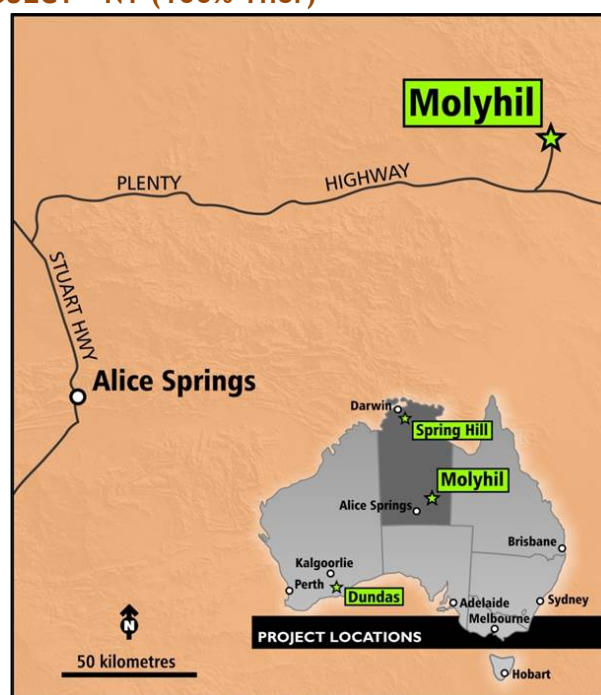 Molyhil
PLENTY HIGHWAY
STUART HWY
Alice Springs
Darwin
Spring Hill
Molyhil
Alice Springs
Brisbane
Kalgoorlie
Perth
Dundas
Adelaide
Sydney
Melbourne
N
PROJECT LOCATIONS
50 kilometres
Hobart